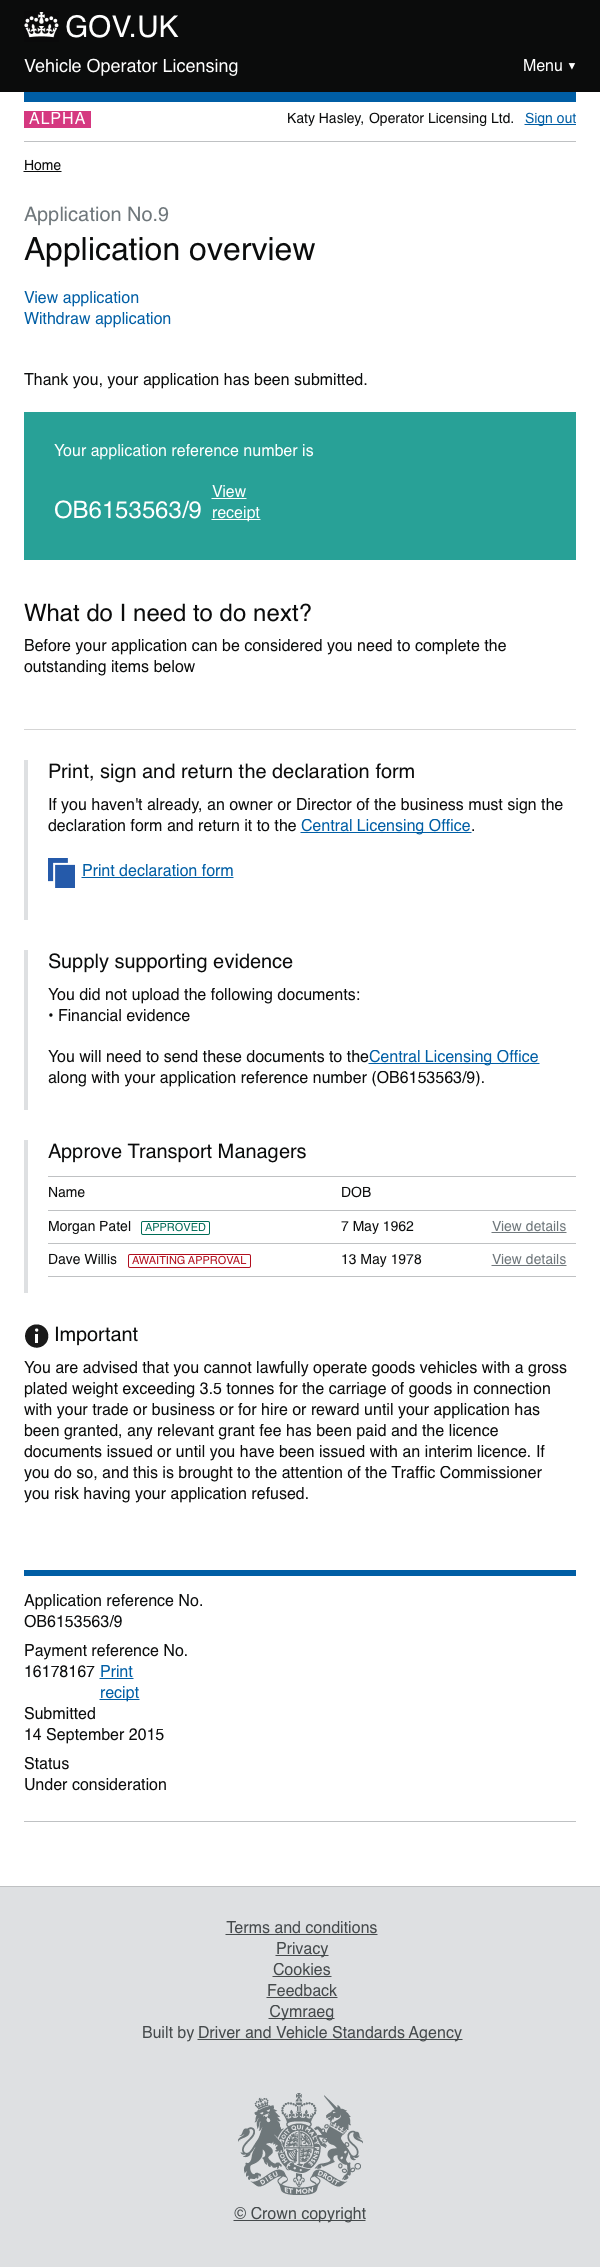 GOV.UK
Vehicle Operator Licensing
Menu ▼
ALPHA
Katy Hasley, Operator Licensing Ltd. Sign out
Home
Application No.9
Application overview
View application
Withdraw application
Thank you, your application has been submitted.
Your application reference number is
OB6153563/9 View
receipt
What do I need to do next?
Before your application can be considered you need to complete the
outstanding items below
Print, sign and return the declaration form
If you haven't already, an owner or Director of the business must sign the
declaration form and return it to the Central Licensing Office.
Print declaration form
Supply supporting evidence
You did not upload the following documents:
• Financial evidence
You will need to send these documents to theCentral Licensing Office
along with your application reference number (OB6153563/9).
Approve Transport Managers
Name DOB
Morgan Patel APPROVED 7 May 1962 View details
Dave Willis AWAITING APPROVAL 13 May 1978 View details
Important
You are advised that you cannot lawfully operate goods vehicles with a gross
plated weight exceeding 3.5 tonnes for the carriage of goods in connection
with your trade or business or for hire or reward until your application has
been granted, any relevant grant fee has been paid and the licence
documents issued or until you have been issued with an interim licence. If
you do so, and this is brought to the attention of the Traffic Commissioner
you risk having your application refused.
Application reference No.
OB6153563/9
Payment reference No.
16178167 Print
recipt
Submitted
14 September 2015
Status
Under consideration
Terms and conditions
Privacy
Cookies
Feedback
Cymraeg
Built by Driver and Vehicle Standards Agency
DIEU ET MON DROIT
© Crown copyright